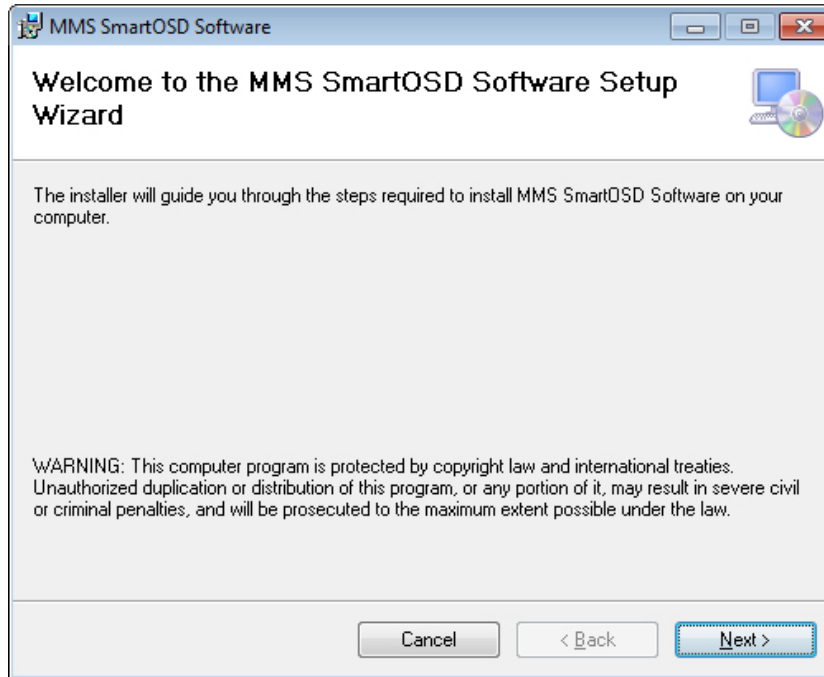 MMS SmartOSD Software
Welcome to the MMS SmartOSD Software Setup
Wizard
The installer will guide you through the steps required to install MMS SmartOSD Software on your
computer.
WARNING: This computer program is protected by copyright law and international treaties.
Unauthorized duplication or distribution of this program, or any portion of it, may result in severe civil
or criminal penalties, and will be prosecuted to the maximum extent possible under the law.
Cancel
< Back
Next >